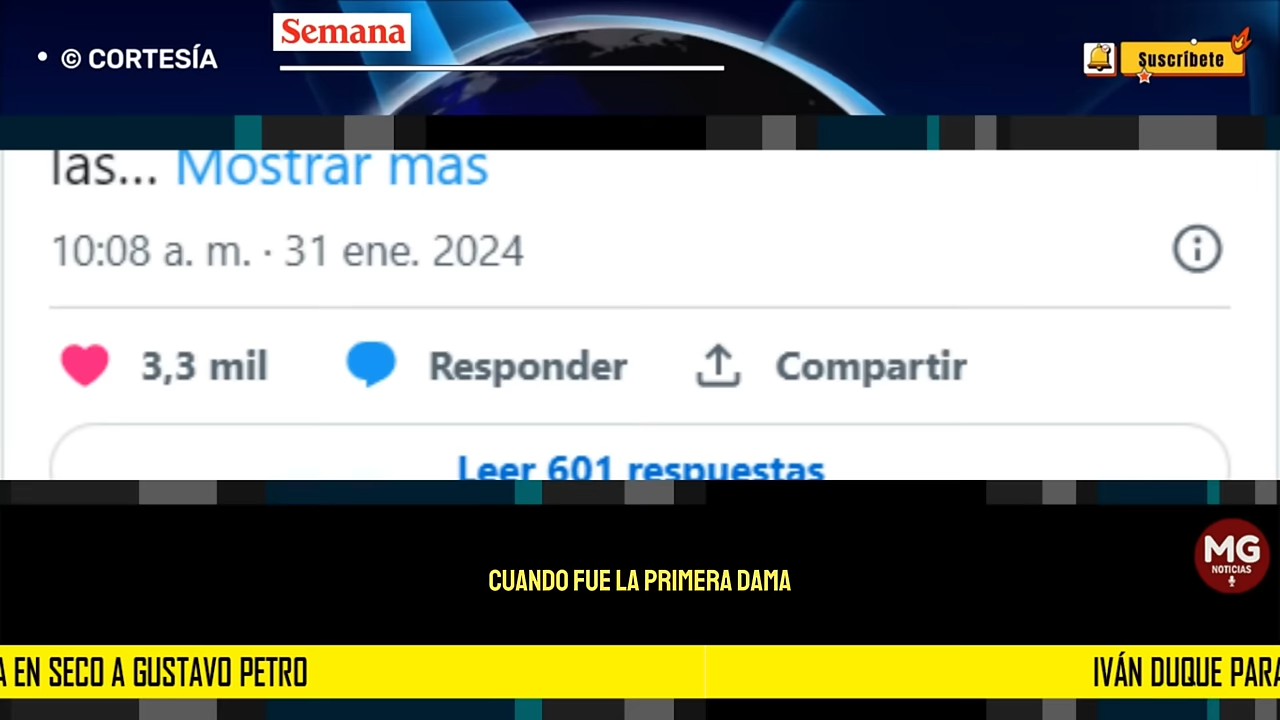 Semana
• © CORTESÍA
Suscríbete
las... Mostrar más
10:08 a. m. · 31 ene. 2024
3,3 mil Responder Compartir
Leer 601 respuestas
MG
NOTICIAS
CUANDO FUE LA PRIMERA DAMA
A EN SECO A GUSTAVO PETRO IVÁN DUQUE PARA